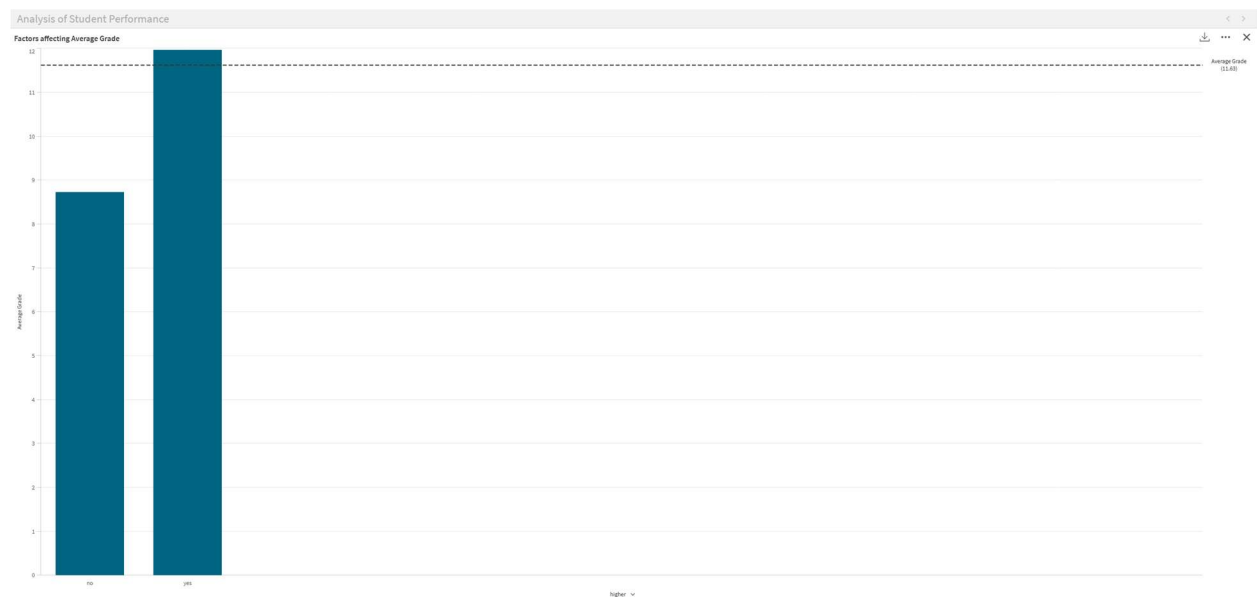 Analysis of Student Performance
Factors affecting Average Grade
Average Grade
(11.63)
12
11
10
9
8
7
6
5
4
3
2
1
0
Average Grade
no
yes
higher